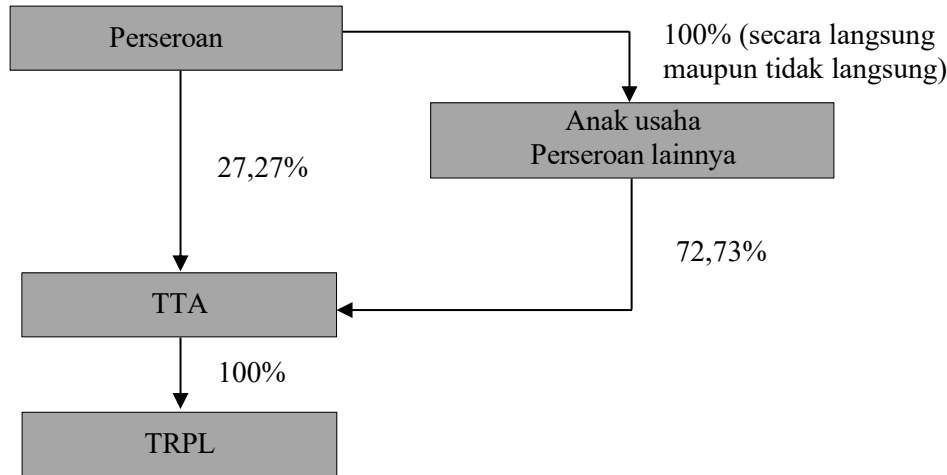 Perseroan
100% (secara langsung
maupun tidak langsung)
Anak usaha
Perseroan lainnya
27,27%
72,73%
TTA
100%
TRPL